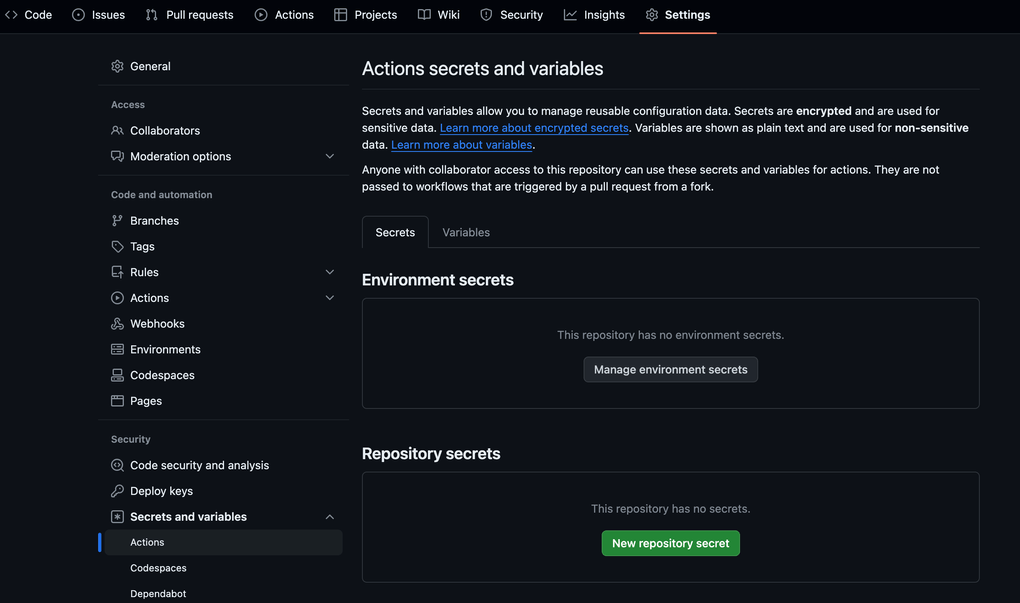 Code Issues Pull requests Actions Projects Wiki Security Insights Settings
General
Access
Collaborators
Moderation options
Code and automation
Branches
Tags
Rules
Actions
Webhooks
Environments
Codespaces
Pages
Security
Code security and analysis
Deploy keys
Secrets and variables
Actions
Codespaces
Dependabot
Actions secrets and variables
Secrets and variables allow you to manage reusable configuration data. Secrets are encrypted and are used for
sensitive data. Learn more about encrypted secrets. Variables are shown as plain text and are used for non-sensitive
data. Learn more about variables.
Anyone with collaborator access to this repository can use these secrets and variables for actions. They are not
passed to workflows that are triggered by a pull request from a fork.
Secrets Variables
Environment secrets
This repository has no environment secrets.
Manage environment secrets
Repository secrets
This repository has no secrets.
New repository secret